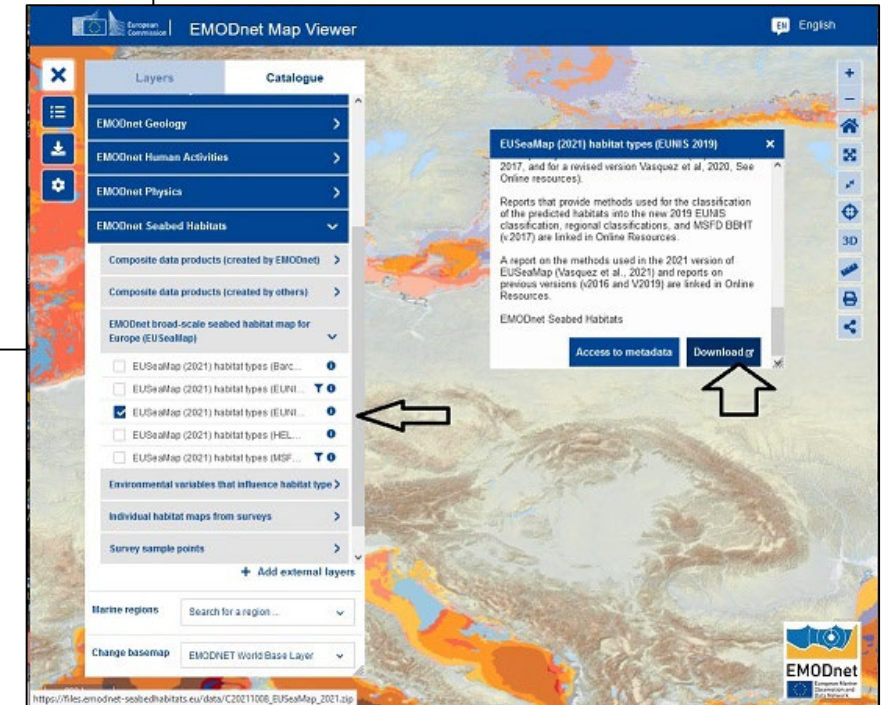 European Commission
EMODnet Map Viewer
EN English
Layers
Catalogue
EMODnet Geology
EMODnet Human Activities
EMODnet Physics
EMODnet Seabed Habitats
Composite data products (created by EMODnet)
Composite data products (created by others)
EMODnet broad-scale seabed habitat map for
Europe (EUSeaMap)
EUSeaMap (2021) habitat types (Barc...
EUSeaMap (2021) habitat types (EUNI...
EUSeaMap (2021) habitat types (EUNI...
EUSeaMap (2021) habitat types (HEL...
EUSeaMap (2021) habitat types (MSF...
Environmental variables that influence habitat type
Individual habitat maps from surveys
Survey sample points
+ Add external layers
Marine regions
Search for a region ...
Change basemap
EMODNET World Base Layer
https://files.emodnet-seabedhabitats.eu/data/C20211008_EUSeaMap_2021.zip
EUSeaMap (2021) habitat types (EUNIS 2019)
2017, and for a revised version Vasquez et al, 2020, See
Online resources).
Reports that provide methods used for the classification
of the predicted habitats into the new 2019 EUNIS
classification, regional classifications, and MSFD BBHT
(v.2017) are linked in Online Resources.
A report on the methods used in the 2021 version of
EUSeaMap (Vasquez et al., 2021) and reports on
previous versions (v2016 and V2019) are linked in Online
Resources.
EMODnet Seabed Habitats
Access to metadata
Download
3D
EMODnet
European Marine
Observation and
Data Network